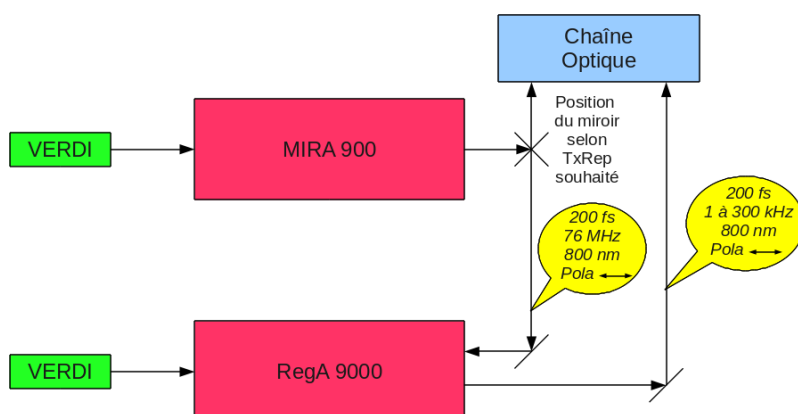 Chaîne
Optique
VERDI
MIRA 900
Position
du miroir
selon
TxRep
souhaité
200 fs
76 MHz
800 nm
Pola
200 fs
1 à 300 kHz
800 nm
Pola
VERDI
RegA 9000